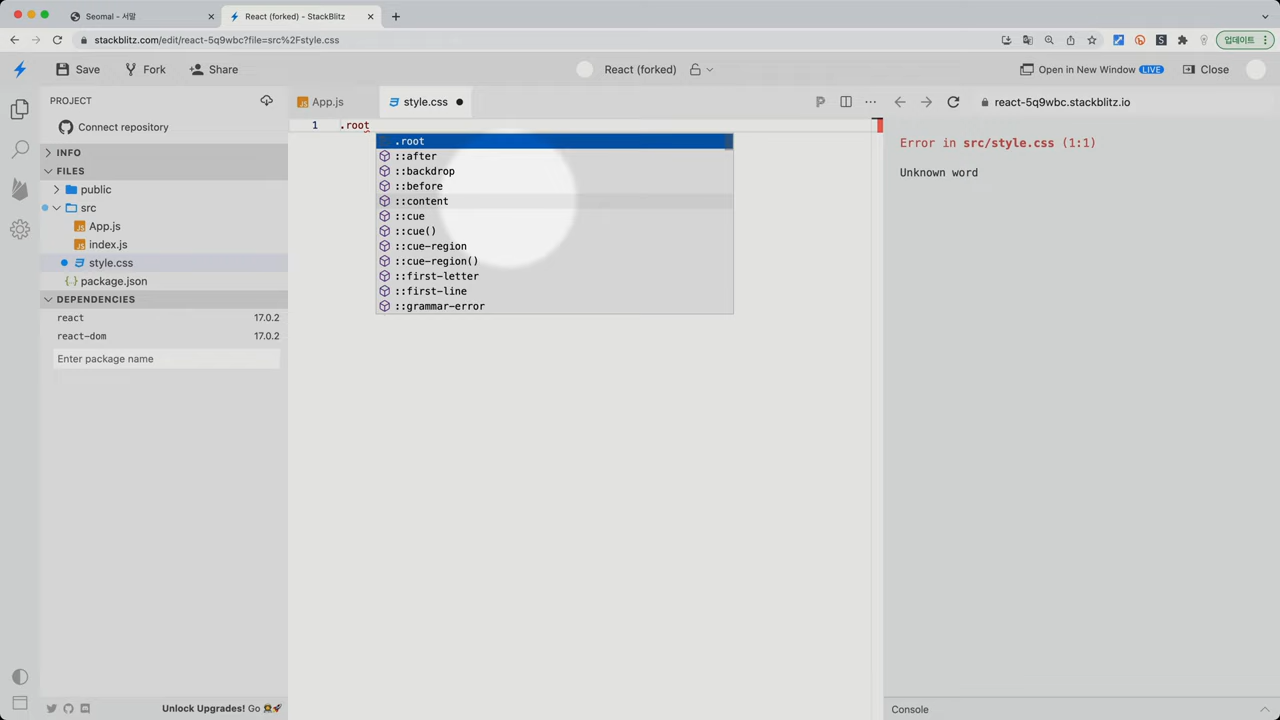 Seomal - 서말
React (forked) - StackBlitz
stackblitz.com/edit/react-5q9wbc?file=src%2Fstyle.css
업데이트
Save
Fork
Share
React (forked)
Open in New Window LIVE
Close
PROJECT
Connect repository
INFO
FILES
public
src
App.js
index.js
style.css
package.json
DEPENDENCIES
react 17.0.2
react-dom 17.0.2
Enter package name
Unlock Upgrades! Go
App.js
style.css
1 .root
.root
::after
::backdrop
::before
::content
::cue
::cue()
::cue-region
::cue-region()
::first-letter
::first-line
::grammar-error
react-5q9wbc.stackblitz.io
Error in src/style.css (1:1)
Unknown word
Console